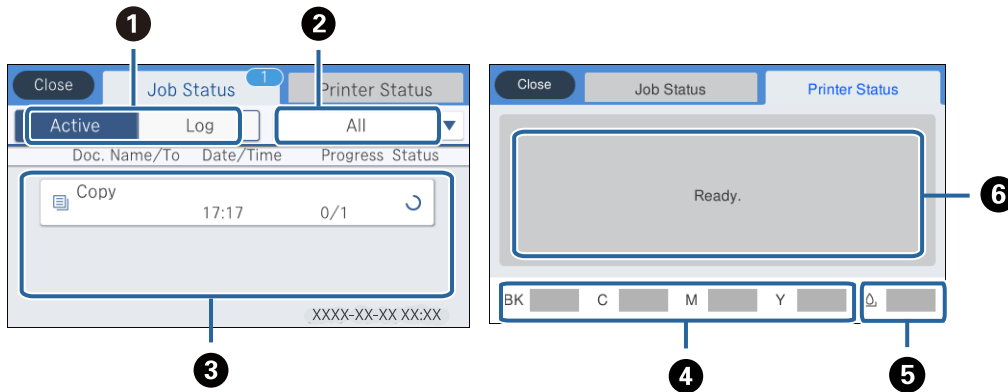 1 2
Close Job Status 1 Printer Status
Active Log All
Doc. Name/To Date/Time Progress Status
Copy
17:17 0/1
XXXX-XX-XX XX:XX
3
Close Job Status Printer Status
Ready.
6
BK C M Y
4 5